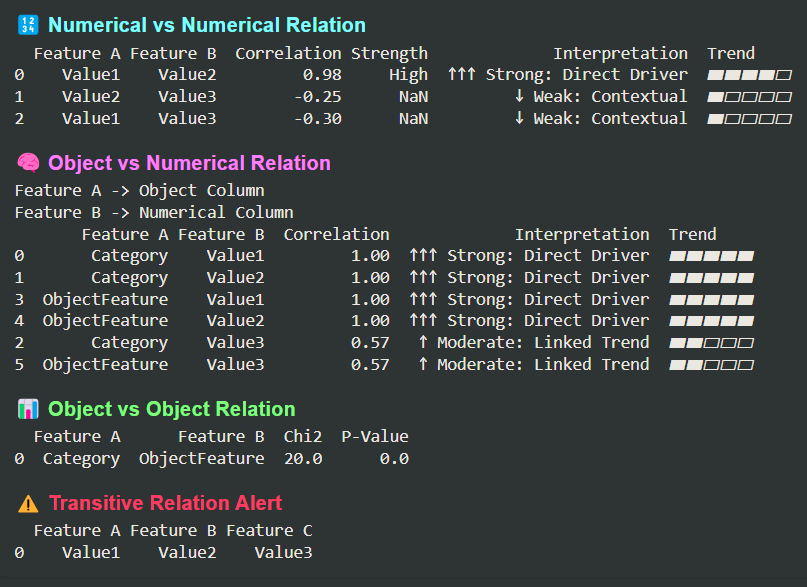 🔢 Numerical vs Numerical Relation
Feature A Feature B Correlation Strength Interpretation Trend
0 Value1 Value2 0.98 High ↑↑↑ Strong: Direct Driver ▰▰▰▰▱
1 Value2 Value3 -0.25 NaN ↓ Weak: Contextual ▰▱▱▱▱
2 Value1 Value3 -0.30 NaN ↓ Weak: Contextual ▰▱▱▱▱
🧠 Object vs Numerical Relation
Feature A -> Object Column
Feature B -> Numerical Column
Feature A Feature B Correlation Interpretation Trend
0 Category Value1 1.00 ↑↑↑ Strong: Direct Driver ▰▰▰▰▰
1 Category Value2 1.00 ↑↑↑ Strong: Direct Driver ▰▰▰▰▰
3 ObjectFeature Value1 1.00 ↑↑↑ Strong: Direct Driver ▰▰▰▰▰
4 ObjectFeature Value2 1.00 ↑↑↑ Strong: Direct Driver ▰▰▰▰▰
2 Category Value3 0.57 ↑ Moderate: Linked Trend ▰▰▱▱▱
5 ObjectFeature Value3 0.57 ↑ Moderate: Linked Trend ▰▰▱▱▱
📊 Object vs Object Relation
Feature A Feature B Chi2 P-Value
0 Category ObjectFeature 20.0 0.0
⚠️ Transitive Relation Alert
Feature A Feature B Feature C
0 Value1 Value2 Value3